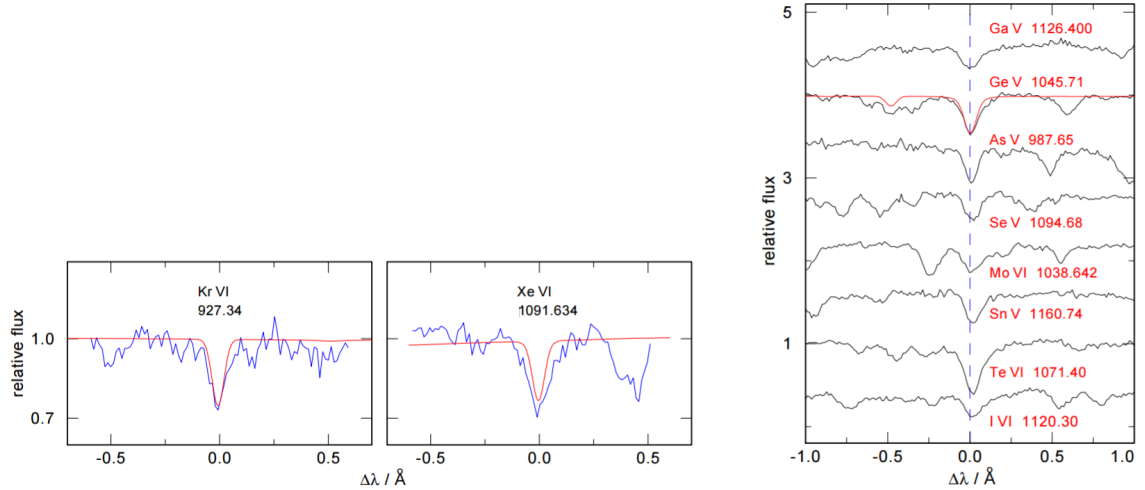 Kr VI
927.34
Xe VI
1091.634
relative flux
1.0
0.7
-0.5
0.0
0.5
-0.5
0.0
0.5
Δλ / Å
Ga V 1126.400
Ge V 1045.71
As V 987.65
Se V 1094.68
Mo VI 1038.642
Sn V 1160.74
Te VI 1071.40
I VI 1120.30
relative flux
5
3
1
-1.0
-0.5
0.0
0.5
1.0
Δλ / Å